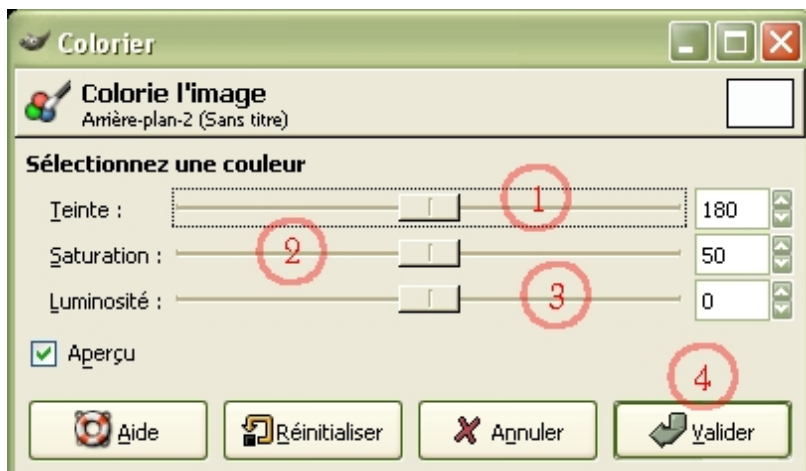 Colorier
Colorie l'image
Arrière-plan-2 (Sans titre)
Sélectionnez une couleur
Teinte : 1 180
Saturation : 2 50
Luminosité : 3 0
Aperçu
4
Aide Réinitialiser Annuler Valider